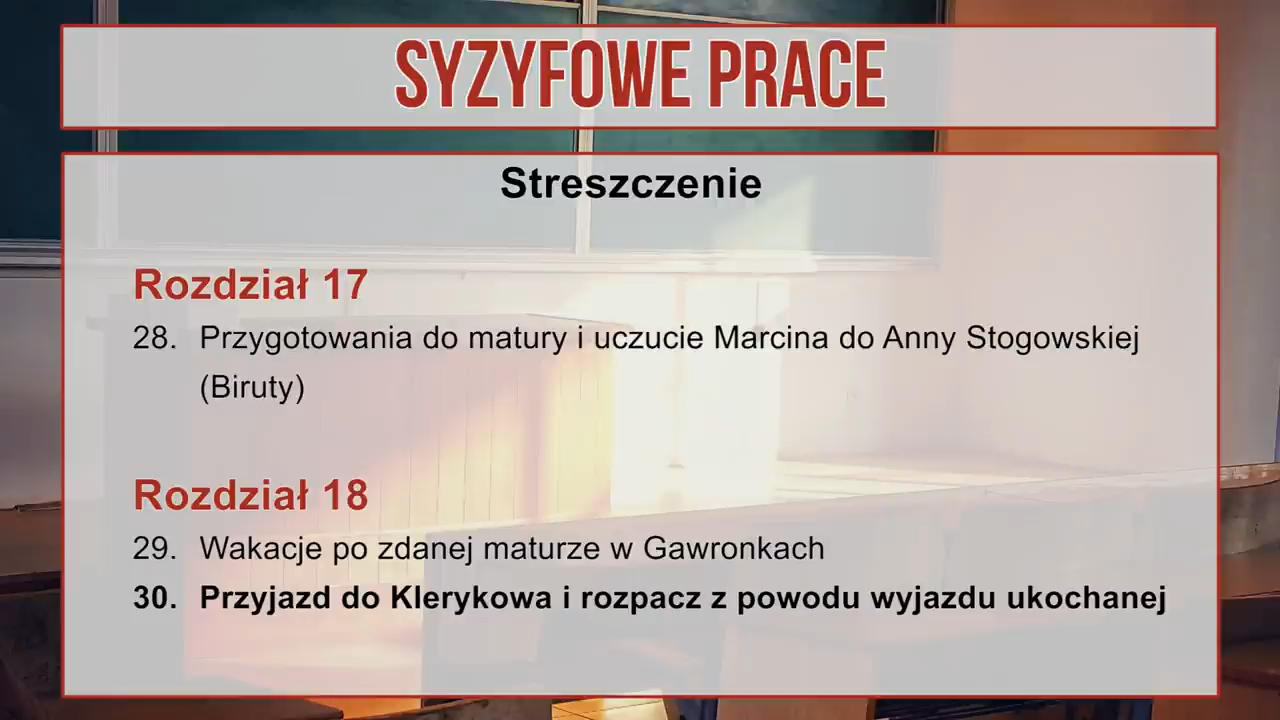 SYZYFOWE PRACE
Streszczenie
Rozdział 17
28. Przygotowania do matury i uczucie Marcina do Anny Stogowskiej
(Biruty)
Rozdział 18
29. Wakacje po zdanej maturze w Gawronkach
30. Przyjazd do Klerykowa i rozpacz z powodu wyjazdu ukochanej